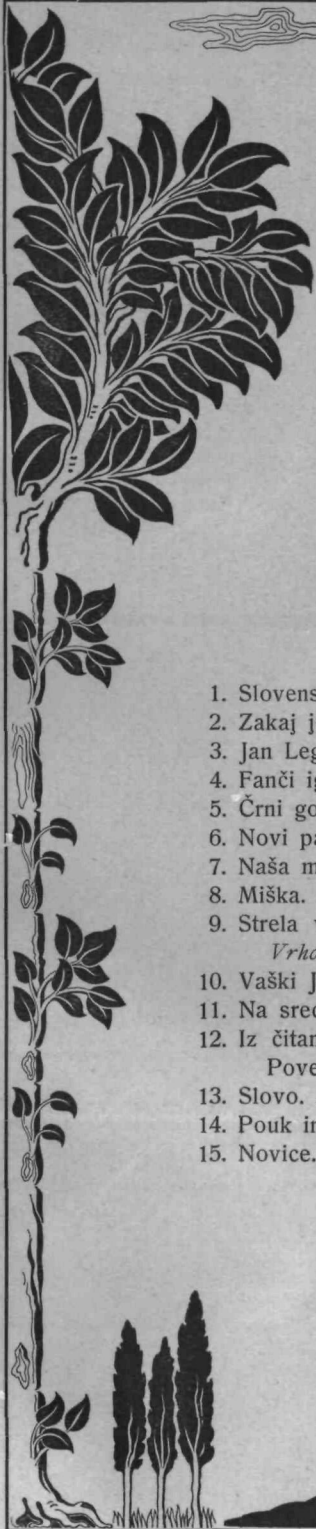 1. Slovens
2. Zakaj j
3. Jan Leg
4. Fanči ig
5. Črni go
6. Novi pa
7. Naša m
8. Miška.
9. Strela v
Vrho
10. Vaški J
11. Na sred
12. Iz čitan
Pove
13. Slovo.
14. Pouk in
15. Novice.